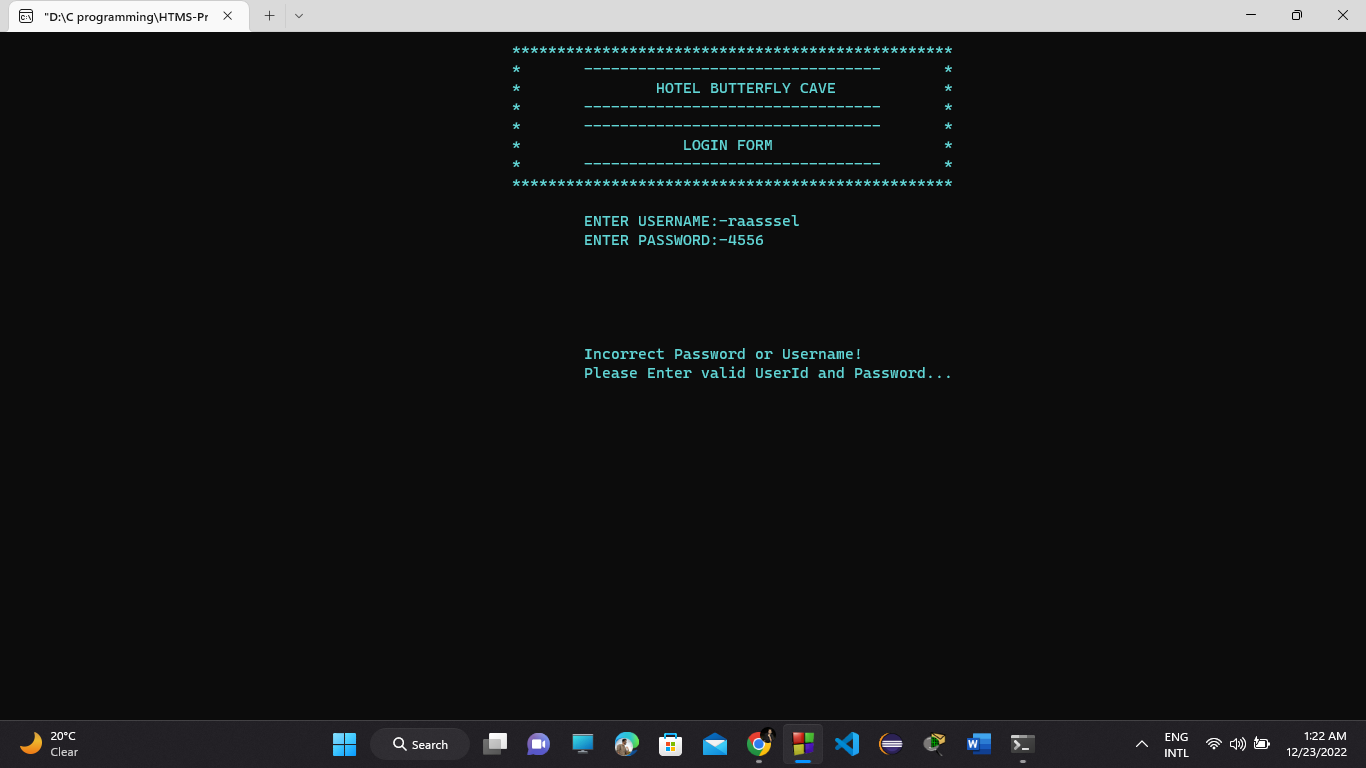 "D:\C programming\HTMS-Pr
*************************************************
* --------------------------------- *
* HOTEL BUTTERFLY CAVE *
* --------------------------------- *
* --------------------------------- *
* LOGIN FORM *
* --------------------------------- *
*************************************************
ENTER USERNAME:-raasssel
ENTER PASSWORD:-4556
Incorrect Password or Username!
Please Enter valid UserId and Password...
20°C
Clear
Search
ENG
INTL
1:22 AM
12/23/2022